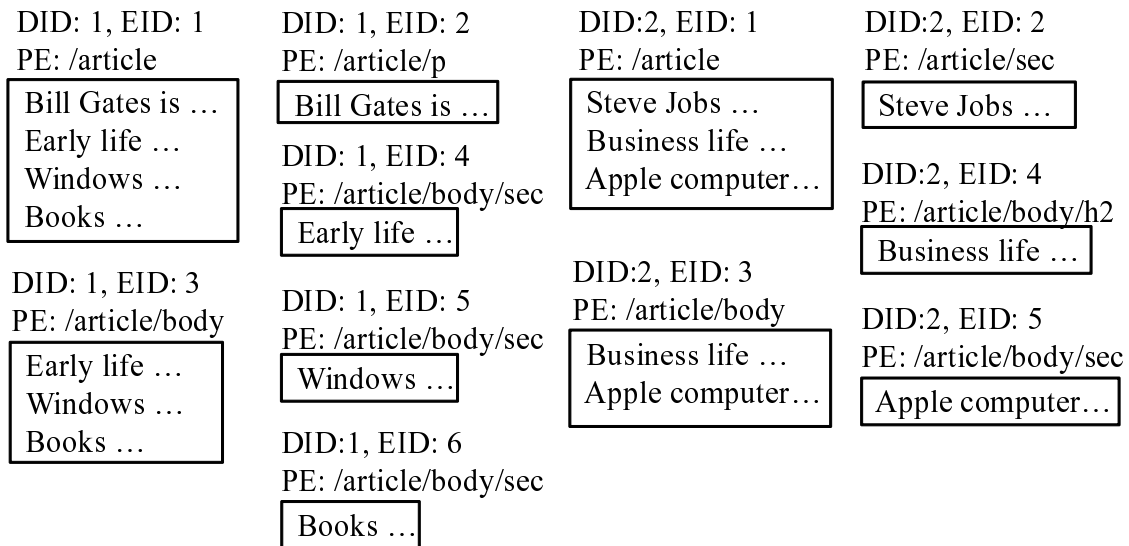 DID: 1, EID: 1
PE: /article
Bill Gates is …
Early life …
Windows …
Books …
DID: 1, EID: 3
PE: /article/body
Early life …
Windows …
Books …
DID: 1, EID: 2
PE: /article/p
Bill Gates is …
DID: 1, EID: 4
PE: /article/body/sec
Early life …
DID: 1, EID: 5
PE: /article/body/sec
Windows …
DID:1, EID: 6
PE: /article/body/sec
Books …
DID:2, EID: 1
PE: /article
Steve Jobs …
Business life …
Apple computer…
DID:2, EID: 3
PE: /article/body
Business life …
Apple computer…
DID:2, EID: 2
PE: /article/sec
Steve Jobs …
DID:2, EID: 4
PE: /article/body/h2
Business life …
DID:2, EID: 5
PE: /article/body/sec
Apple computer…